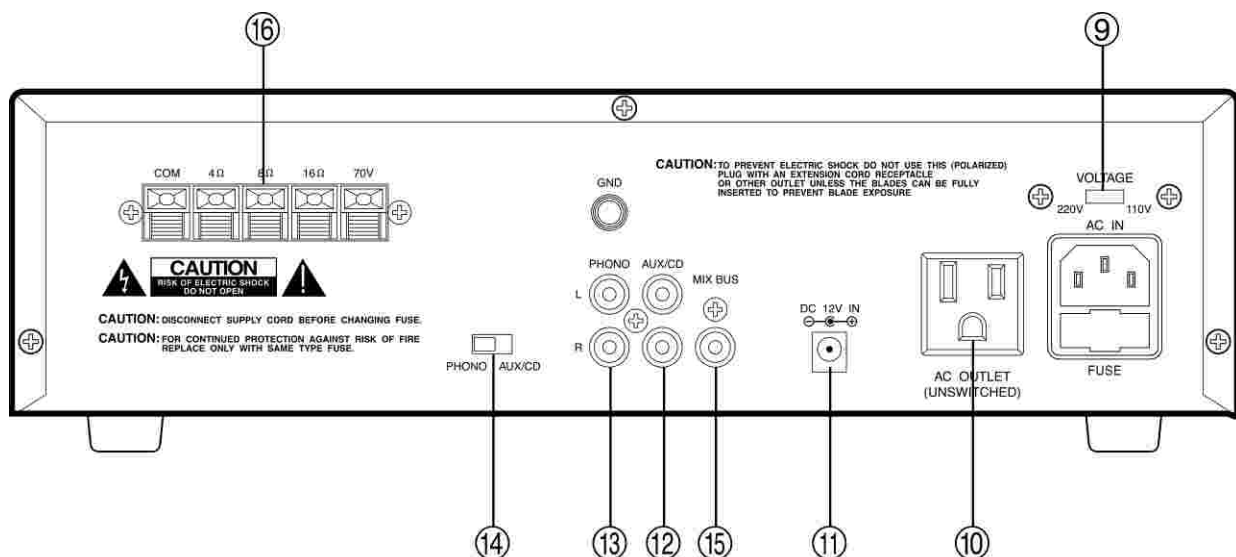 ⑯ ⑨
COM 4Ω 8Ω 16Ω 70V
CAUTION
RISK OF ELECTRIC SHOCK
DO NOT OPEN
CAUTION: DISCONNECT SUPPLY CORD BEFORE CHANGING FUSE.
CAUTION: FOR CONTINUED PROTECTION AGAINST RISK OF FIRE
REPLACE ONLY WITH SAME TYPE FUSE.
PHONO AUX/CD
GND
PHONO AUX/CD
L
R
MIX BUS
CAUTION: TO PREVENT ELECTRIC SHOCK DO NOT USE THIS (POLARIZED)
PLUG WITH AN EXTENSION CORD RECEPTACLE
OR OTHER OUTLET UNLESS THE BLADES CAN BE FULLY
INSERTED TO PREVENT BLADE EXPOSURE
DC 12V IN
AC OUTLET
(UNSWITCHED)
VOLTAGE
220V 110V
AC IN
FUSE
⑭ ⑬ ⑫ ⑮ ⑪ ⑩